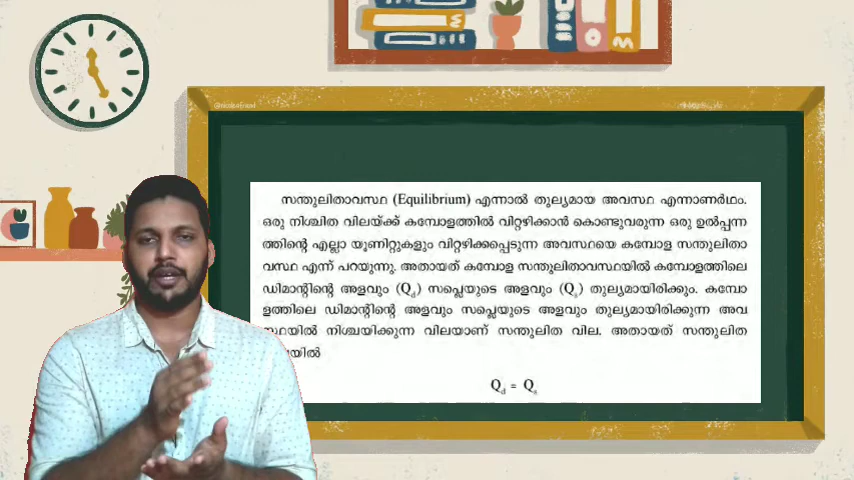 സന്തുലിതാവസ്ഥ (Equilibrium) എന്നാൽ തുല്യമായ അവസ്ഥ എന്നാണർഥം.
ഒരു നിശ്ചിത വിലയ്ക്ക് കമ്പോളത്തിൽ വിറ്റഴിക്കാൻ കൊണ്ടുവരുന്ന ഒരു ഉൽപ്പന്ന
ത്തിന്റെ എല്ലാ യൂണിറ്റുകളും വിറ്റഴിക്കപ്പെടുന്ന അവസ്ഥയെ കമ്പോള സന്തുലിതാ
വസ്ഥ എന്ന് പറയുന്നു. അതായത് കമ്പോള സന്തുലിതാവസ്ഥയിൽ കമ്പോളത്തിലെ
ഡിമാന്റിന്റെ അളവും (Qd) സപ്ലൈയുടെ അളവും (Qs) തുല്യമായിരിക്കും. കമ്പോ
ളത്തിലെ ഡിമാന്റിന്റെ അളവും സപ്ലൈയുടെ അളവും തുല്യമായിരിക്കുന്ന അവ
സ്ഥയിൽ നിശ്ചയിക്കുന്ന വിലയാണ് സന്തുലിത വില. അതായത് സന്തുലിത
Qd = Qs